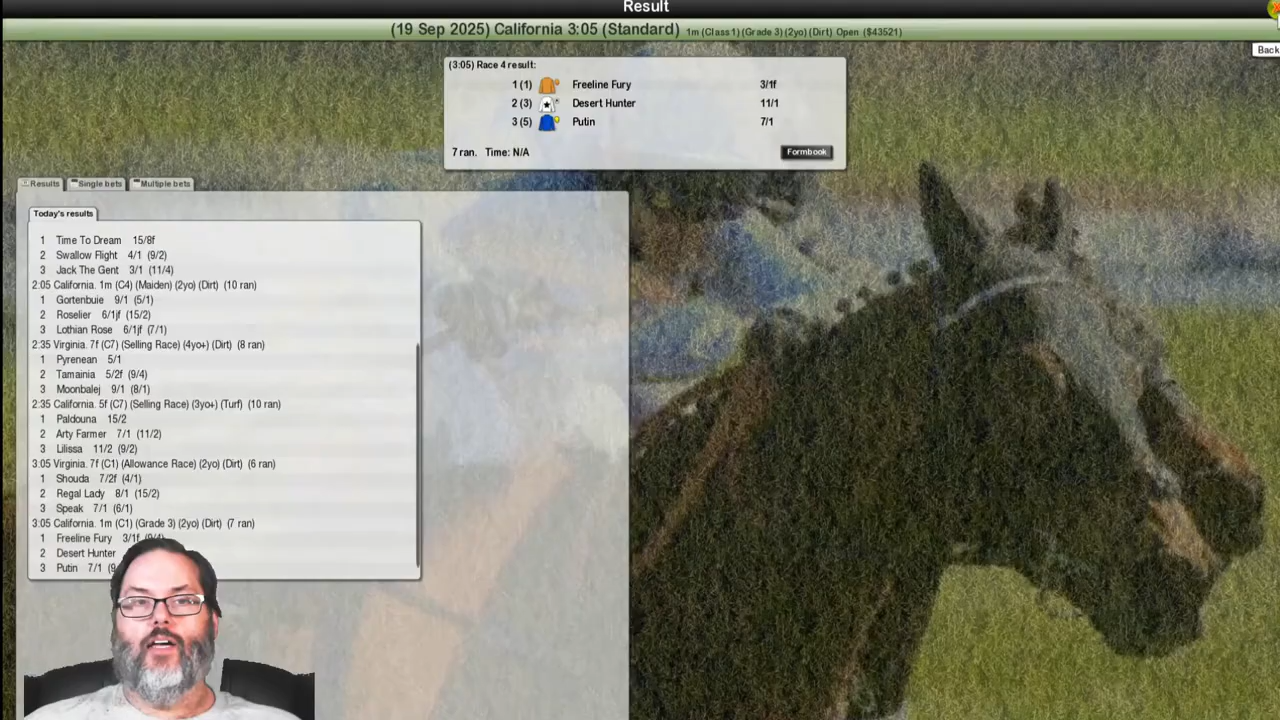 Result
(19 Sep 2025) California 3:05 (Standard) 1m (Class 1) (Grade 3) (2yo) (Dirt) Open ($43521)
Back
(3:05) Race 4 result:
1 (1) Freeline Fury 3/1f
2 (3) Desert Hunter 11/1
3 (5) Putin 7/1
7 ran. Time: N/A
Formbook
Results Single bets Multiple bets
Today's results
1 Time To Dream 15/8f
2 Swallow Flight 4/1 (9/2)
3 Jack The Gent 3/1 (11/4)
2:05 California. 1m (C4) (Maiden) (2yo) (Dirt) (10 ran)
1 Gortenbuie 9/1 (5/1)
2 Roselier 6/1jf (15/2)
3 Lothian Rose 6/1jf (7/1)
2:35 Virginia. 7f (C7) (Selling Race) (4yo+) (Dirt) (8 ran)
1 Pyrenean 5/1
2 Tamainia 5/2f (9/4)
3 Moonbalej 9/1 (8/1)
2:35 California. 5f (C7) (Selling Race) (3yo+) (Turf) (10 ran)
1 Paldouna 15/2
2 Arty Farmer 7/1 (11/2)
3 Lilissa 11/2 (9/2)
3:05 Virginia. 7f (C1) (Allowance Race) (2yo) (Dirt) (6 ran)
1 Shouda 7/2f (4/1)
2 Regal Lady 8/1 (15/2)
3 Speak 7/1 (6/1)
3:05 California. 1m (C1) (Grade 3) (2yo) (Dirt) (7 ran)
1 Freeline Fury 3/1f
2 Desert Hunter
3 Putin 7/1